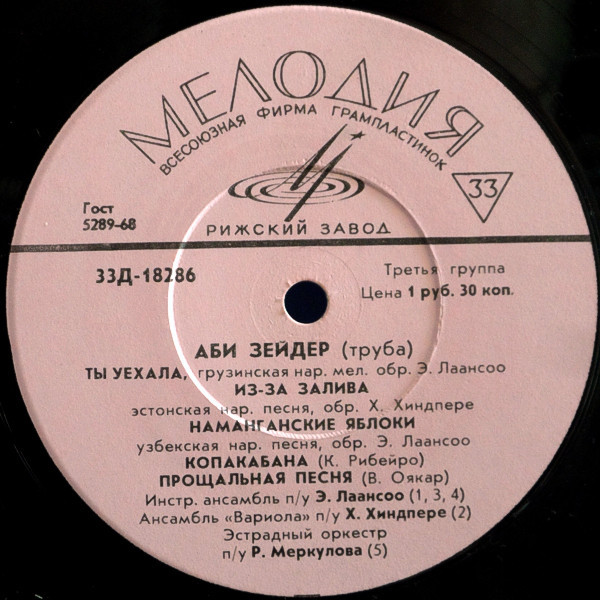 МЕЛОДИЯ
ВСЕСОЮЗНАЯ ФИРМА ГРАМПЛАСТИНОК
33
Гост
5289-68
РИЖСКИЙ ЗАВОД
33Д-18286
Третья группа
Цена 1 руб. 30 коп.
АБИ ЗЕЙДЕР (труба)
ТЫ УЕХАЛА, грузинская нар. мел. обр. Э. Лаансоо
ИЗ-ЗА ЗАЛИВА
эстонская нар. песня, обр. Х. Хиндпере
НАМАНГАНСКИЕ ЯБЛОКИ
узбекская нар. песня, обр. Э. Лаансоо
КОПАКАБАНА (К. Рибейро)
ПРОЩАЛЬНАЯ ПЕСНЯ (В. Оякар)
Инстр. ансамбль п/у Э. Лаансоо (1, 3, 4)
Ансамбль «Вариола» п/у Х. Хиндпере (2)
Эстрадный оркестр
п/у Р. Меркулова (5)